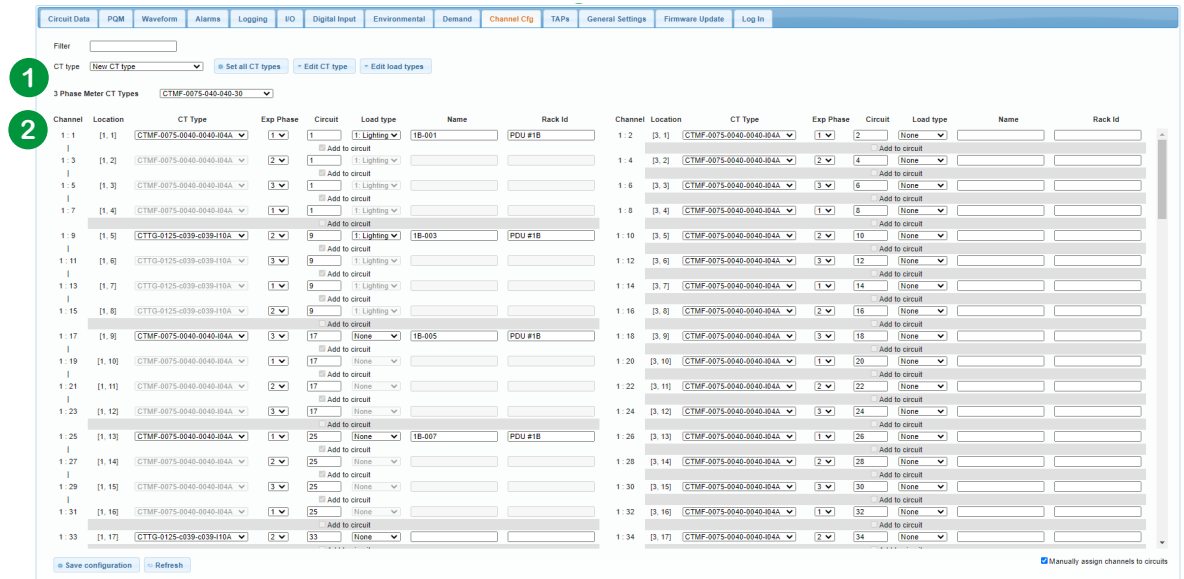 Circuit Data PQM Waveform Alarms Logging I/O Digital Input Environmental Demand Channel Cfg TAPs General Settings Firmware Update Log In
Filter
1
CT type New CT type Set all CT types Edit CT type Edit load types
3 Phase Meter CT Types CTMF-0075-040-040-30
2
Channel Location CT Type Exp Phase Circuit Load type Name Rack Id Channel Location CT Type Exp Phase Circuit Load type Name Rack Id
1 : 1 [1, 1] CTMF-0075-0040-0040-I04A 1 1 1: Lighting 1B-001 PDU #1B 1 : 2 [3, 1] CTMF-0075-0040-0040-I04A 1 2 None
| Add to circuit Add to circuit
1 : 3 [1, 2] CTMF-0075-0040-0040-I04A 2 1 1: Lighting 1 : 4 [3, 2] CTMF-0075-0040-0040-I04A 2 4 None
| Add to circuit Add to circuit
1 : 5 [1, 3] CTMF-0075-0040-0040-I04A 3 1 1: Lighting 1 : 6 [3, 3] CTMF-0075-0040-0040-I04A 3 6 None
| Add to circuit Add to circuit
1 : 7 [1, 4] CTMF-0075-0040-0040-I04A 1 1 1: Lighting 1 : 8 [3, 4] CTMF-0075-0040-0040-I04A 1 8 None
Add to circuit Add to circuit
1 : 9 [1, 5] CTTG-0125-c039-c039-I10A 2 9 1: Lighting 1B-003 PDU #1B 1 : 10 [3, 5] CTMF-0075-0040-0040-I04A 2 10 None
| Add to circuit Add to circuit
1 : 11 [1, 6] CTTG-0125-c039-c039-I10A 3 9 1: Lighting 1 : 12 [3, 6] CTMF-0075-0040-0040-I04A 3 12 None
| Add to circuit Add to circuit
1 : 13 [1, 7] CTTG-0125-c039-c039-I10A 1 9 1: Lighting 1 : 14 [3, 7] CTMF-0075-0040-0040-I04A 1 14 None
| Add to circuit Add to circuit
1 : 15 [1, 8] CTTG-0125-c039-c039-I10A 2 9 1: Lighting 1 : 16 [3, 8] CTMF-0075-0040-0040-I04A 2 16 None
Add to circuit Add to circuit
1 : 17 [1, 9] CTMF-0075-0040-0040-I04A 3 17 None 1B-005 PDU #1B 1 : 18 [3, 9] CTMF-0075-0040-0040-I04A 3 18 None
| Add to circuit Add to circuit
1 : 19 [1, 10] CTMF-0075-0040-0040-I04A 1 17 None 1 : 20 [3, 10] CTMF-0075-0040-0040-I04A 1 20 None
| Add to circuit Add to circuit
1 : 21 [1, 11] CTMF-0075-0040-0040-I04A 2 17 None 1 : 22 [3, 11] CTMF-0075-0040-0040-I04A 2 22 None
| Add to circuit Add to circuit
1 : 23 [1, 12] CTMF-0075-0040-0040-I04A 3 17 None 1 : 24 [3, 12] CTMF-0075-0040-0040-I04A 3 24 None
Add to circuit Add to circuit
1 : 25 [1, 13] CTMF-0075-0040-0040-I04A 1 25 None 1B-007 PDU #1B 1 : 26 [3, 13] CTMF-0075-0040-0040-I04A 1 26 None
| Add to circuit Add to circuit
1 : 27 [1, 14] CTMF-0075-0040-0040-I04A 2 25 None 1 : 28 [3, 14] CTMF-0075-0040-0040-I04A 2 28 None
| Add to circuit Add to circuit
1 : 29 [1, 15] CTMF-0075-0040-0040-I04A 3 25 None 1 : 30 [3, 15] CTMF-0075-0040-0040-I04A 3 30 None
| Add to circuit Add to circuit
1 : 31 [1, 16] CTMF-0075-0040-0040-I04A 1 25 None 1 : 32 [3, 16] CTMF-0075-0040-0040-I04A 1 32 None
Add to circuit Add to circuit
1 : 33 [1, 17] CTTG-0125-c039-c039-I10A 2 33 None 1 : 34 [3, 17] CTMF-0075-0040-0040-I04A 2 34 None
Save configuration Refresh Manually assign channels to circuits